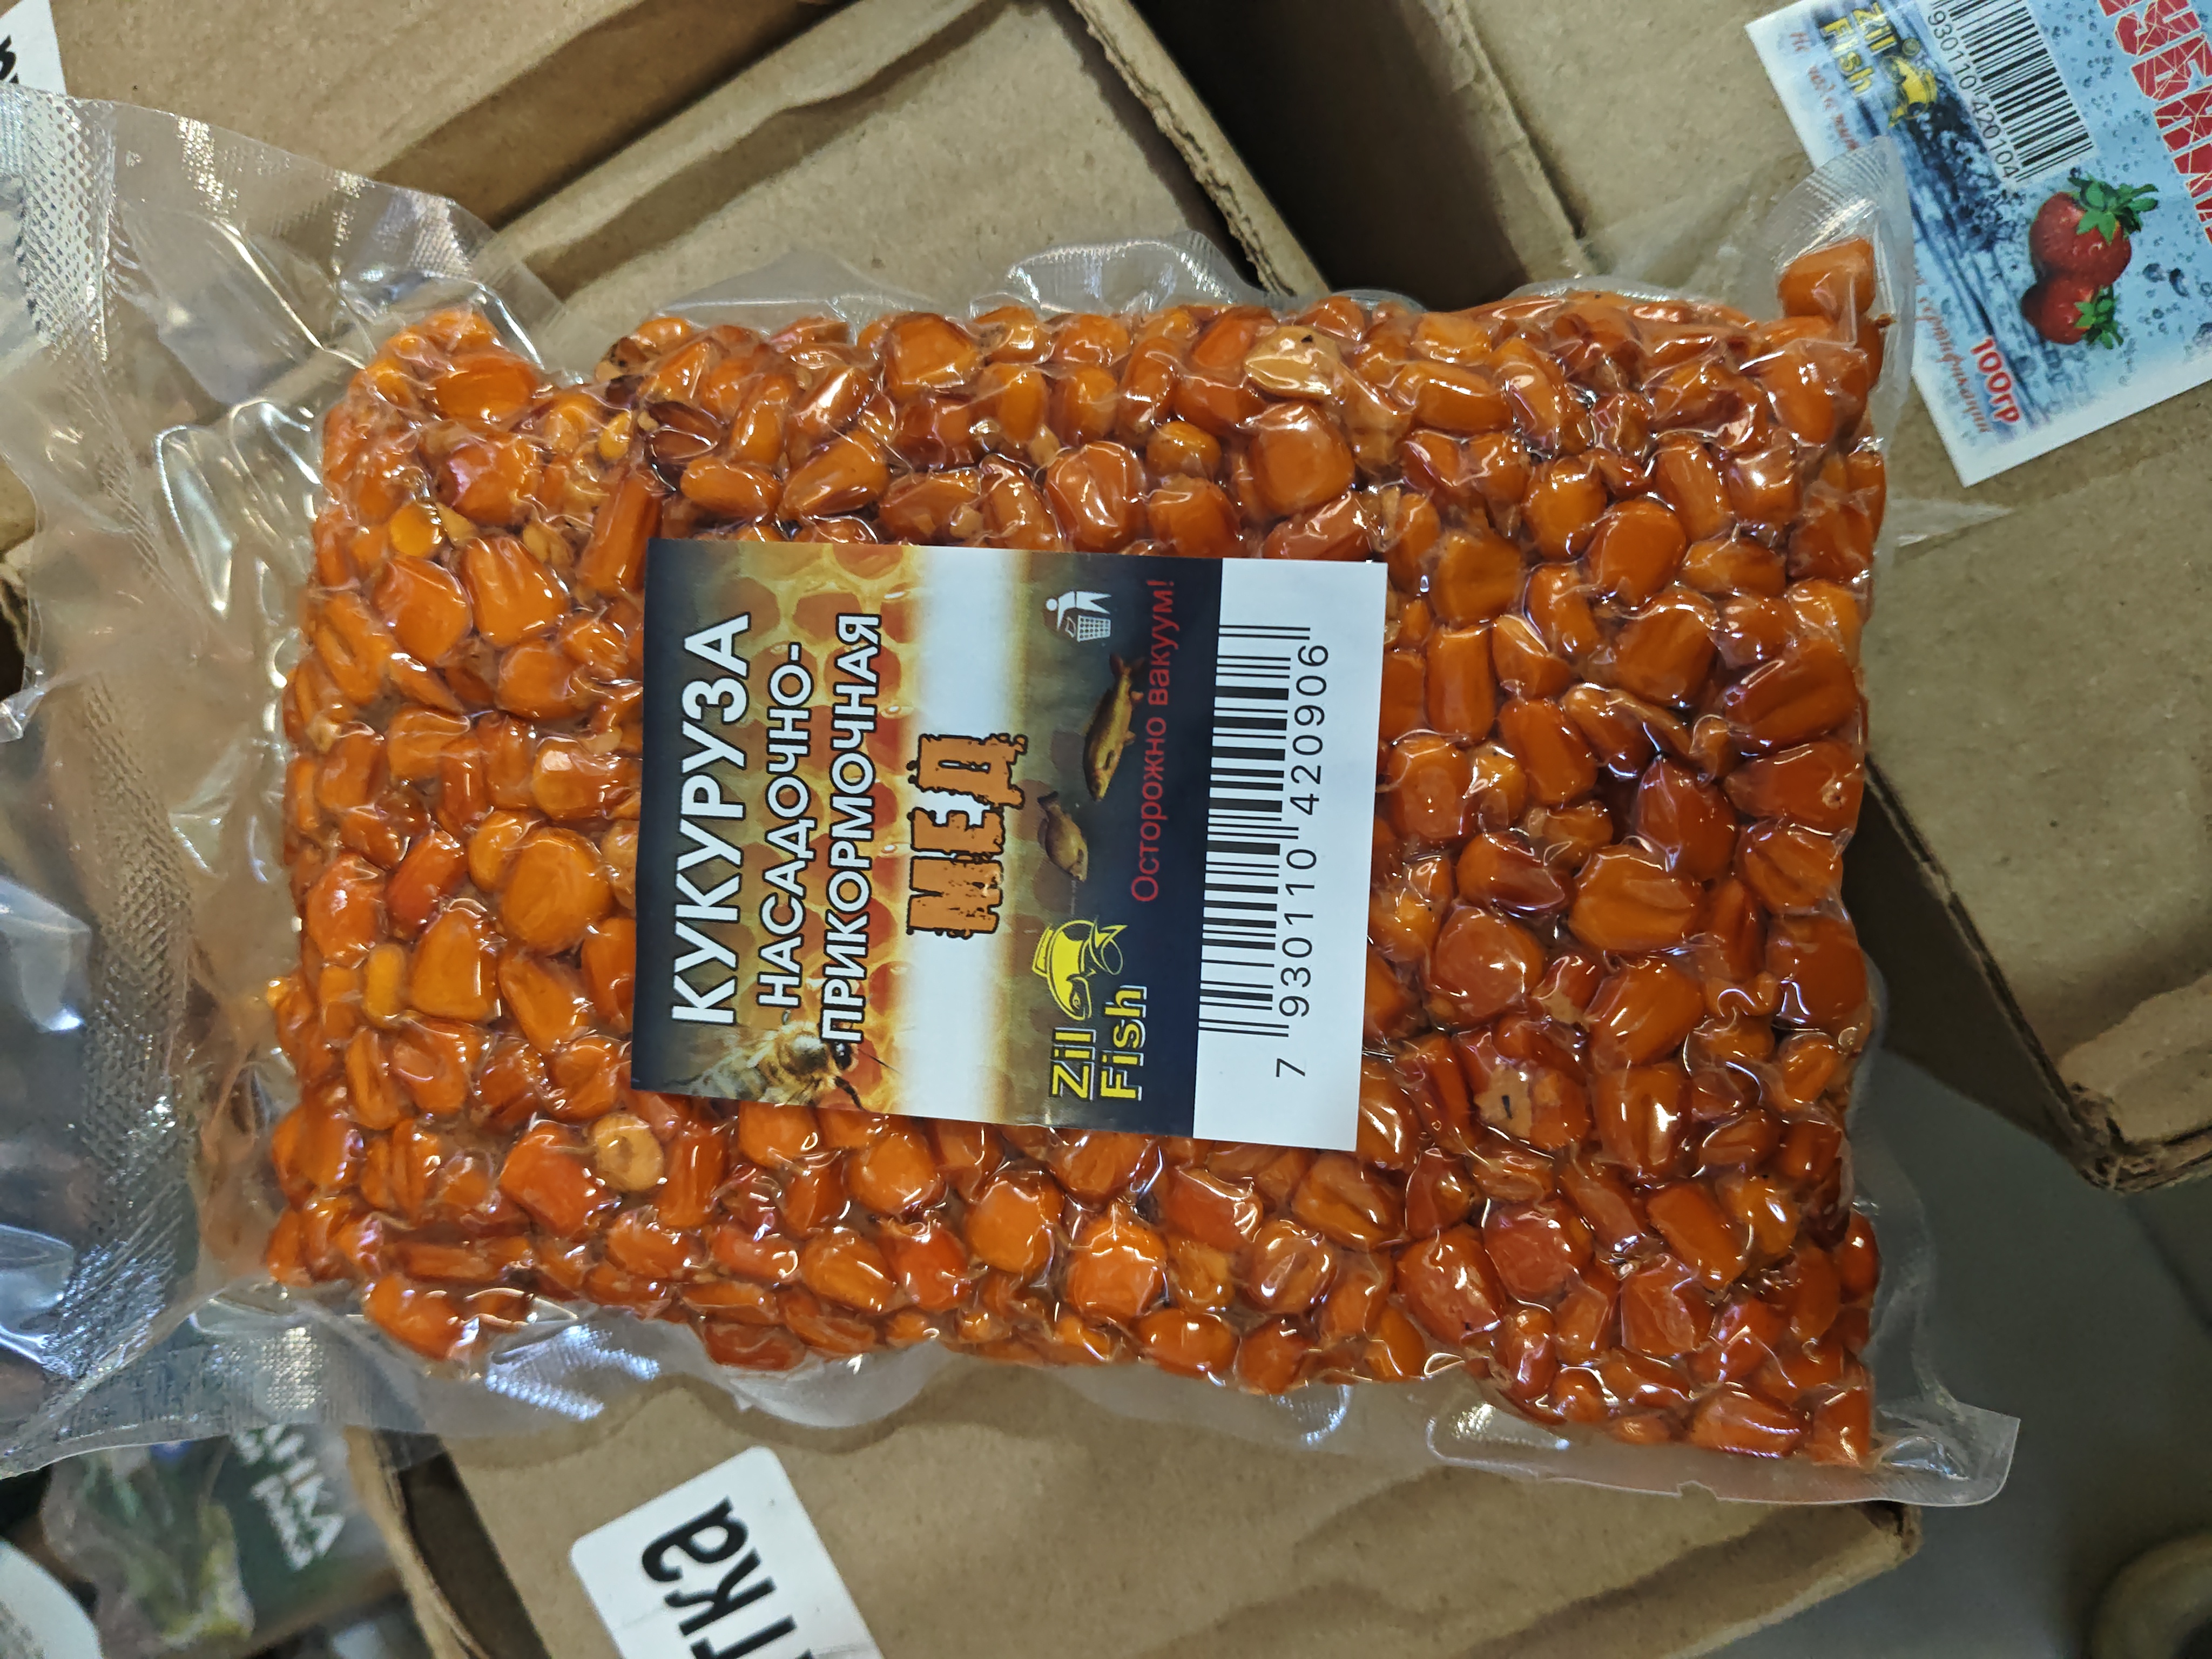 КУКУРУЗА
НАСАДОЧНО-
ПРИКОРМОЧНАЯ
МЕД
Zil
Fish
Осторожно вакуум!
7 930110 420906
Zil
Fish
930110 420104
100гр